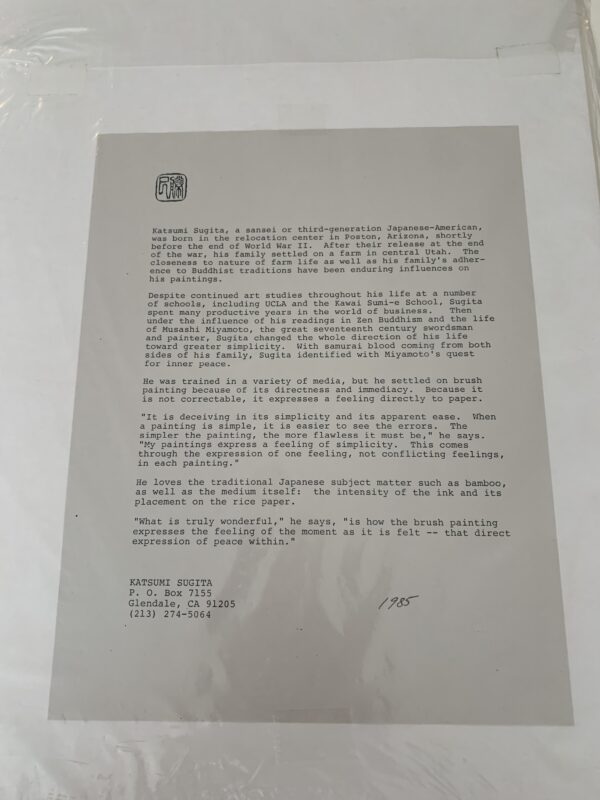 Katsumi Sugita, a sansei or third-generation Japanese-American,
was born in the relocation center in Poston, Arizona, shortly
before the end of World War II. After their release at the end
of the war, his family settled on a farm in central Utah. The
closeness to nature of farm life as well as his family's adher-
ence to Buddhist traditions have been enduring influences on
his paintings.
Despite continued art studies throughout his life at a number
of schools, including UCLA and the Kawai Sumi-e School, Sugita
spent many productive years in the world of business. Then
under the influence of his readings in Zen Buddhism and the life
of Musashi Miyamoto, the great seventeenth century swordsman
and painter, Sugita changed the whole direction of his life
toward greater simplicity. With samurai blood coming from both
sides of his family, Sugita identified with Miyamoto's quest
for inner peace.
He was trained in a variety of media, but he settled on brush
painting because of its directness and immediacy. Because it
is not correctable, it expresses a feeling directly to paper.
"It is deceiving in its simplicity and its apparent ease. When
a painting is simple, it is easier to see the errors. The
simpler the painting, the more flawless it must be," he says.
"My paintings express a feeling of simplicity. This comes
through the expression of one feeling, not conflicting feelings,
in each painting."
He loves the traditional Japanese subject matter such as bamboo,
as well as the medium itself: the intensity of the ink and its
placement on the rice paper.
"What is truly wonderful," he says, "is how the brush painting
expresses the feeling of the moment as it is felt -- that direct
expression of peace within."
KATSUMI SUGITA
P. O. Box 7155
Glendale, CA 91205
(213) 274-5064
1985